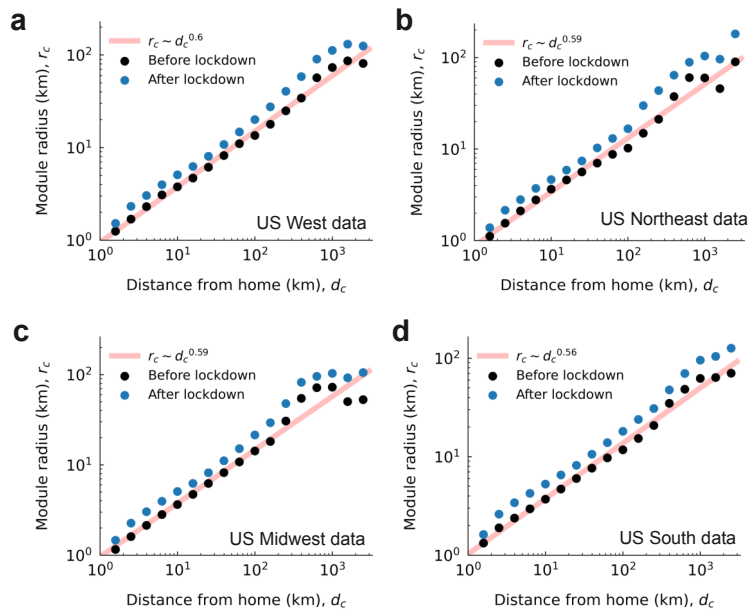 a
r_c ~ d_c^0.6
Before lockdown
After lockdown
Module radius (km), r_c
10^2
10^1
10^0
US West data
10^0 10^1 10^2 10^3
Distance from home (km), d_c
b
r_c ~ d_c^0.59
Before lockdown
After lockdown
Module radius (km), r_c
10^2
10^1
10^0
US Northeast data
10^0 10^1 10^2 10^3
Distance from home (km), d_c
c
r_c ~ d_c^0.59
Before lockdown
After lockdown
Module radius (km), r_c
10^2
10^1
10^0
US Midwest data
10^0 10^1 10^2 10^3
Distance from home (km), d_c
d
r_c ~ d_c^0.56
Before lockdown
After lockdown
Module radius (km), r_c
10^2
10^1
10^0
US South data
10^0 10^1 10^2 10^3
Distance from home (km), d_c